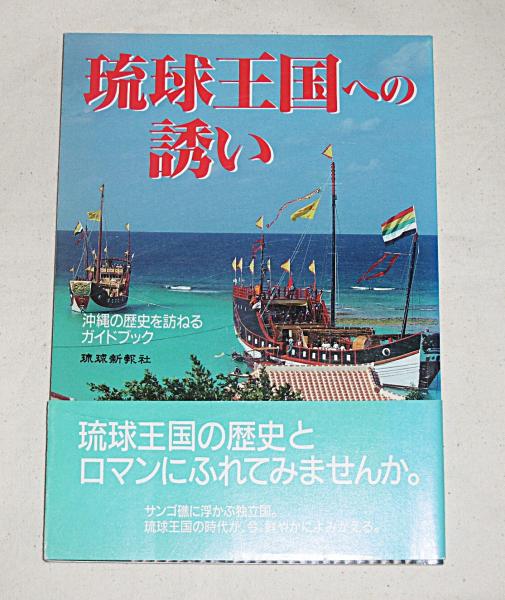 琉球王国への
誘い
沖縄の歴史を訪ねる
ガイドブック
琉球新報社
琉球王国の歴史と
ロマンにふれてみませんか。
サンゴ礁に浮かぶ独立国。
琉球王国の時代が、今、鮮やかによみがえる。